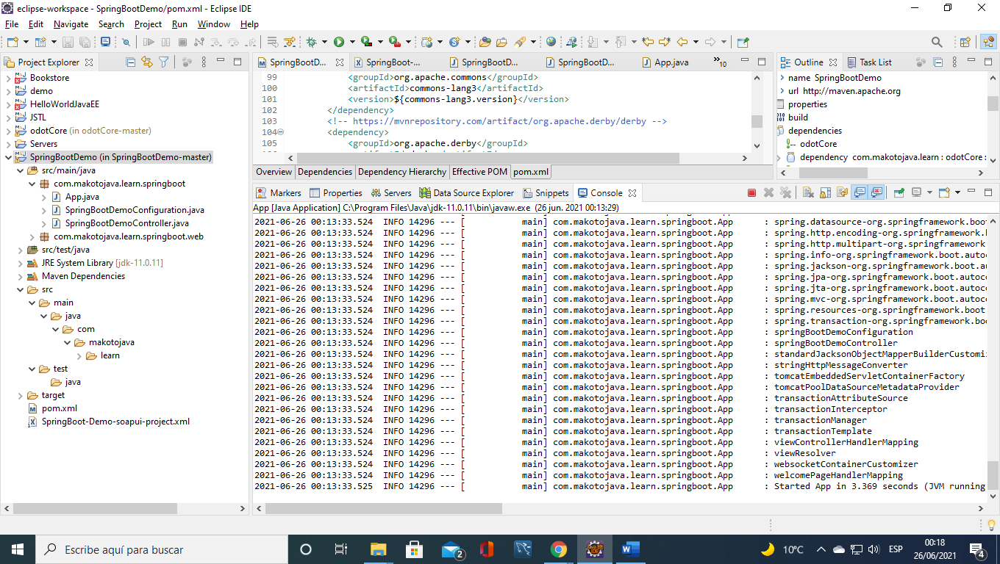 eclipse-workspace - SpringBootDemo/pom.xml - Eclipse IDE
File Edit Navigate Search Project Run Window Help
Project Explorer
Bookstore
demo
HelloWorldJavaEE
JSTL
odotCore (in odotCore-master)
Servers
SpringBootDemo (in SpringBootDemo-master)
src/main/java
com.makotojava.learn.springboot
App.java
SpringBootDemoConfiguration.java
SpringBootDemoController.java
com.makotojava.learn.springboot.web
src/test/java
JRE System Library [jdk-11.0.11]
Maven Dependencies
src
main
java
com
makotojava
learn
test
java
target
pom.xml
SpringBoot-Demo-soapui-project.xml
SpringBootD... SpringBoot-... SpringBootD... SpringBootD... App.java »10
99 <groupId>org.apache.commons</groupId>
100 <artifactId>commons-lang3</artifactId>
101 <version>${commons-lang3.version}</version>
102 </dependency>
103 <!-- https://mvnrepository.com/artifact/org.apache.derby/derby -->
104 <dependency>
105 <groupId>org.apache.derby</groupId>
Overview Dependencies Dependency Hierarchy Effective POM pom.xml
Outline Task List
name SpringBootDemo
url http://maven.apache.org
properties
build
dependencies
odotCore
dependency com.makotojava.learn : odotCore :
Markers Properties Servers Data Source Explorer Snippets Console
App [Java Application] C:\Program Files\Java\jdk-11.0.11\bin\javaw.exe (26 jun. 2021 00:13:29)
2021-06-26 00:13:33.524 INFO 14296 --- [ main] com.makotojava.learn.springboot.App : spring.datasource-org.springframework.boot
2021-06-26 00:13:33.524 INFO 14296 --- [ main] com.makotojava.learn.springboot.App : spring.http.encoding-org.springframework.
2021-06-26 00:13:33.524 INFO 14296 --- [ main] com.makotojava.learn.springboot.App : spring.http.multipart-org.springframework
2021-06-26 00:13:33.524 INFO 14296 --- [ main] com.makotojava.learn.springboot.App : spring.info-org.springframework.boot.autoc
2021-06-26 00:13:33.524 INFO 14296 --- [ main] com.makotojava.learn.springboot.App : spring.jackson-org.springframework.boot.a
2021-06-26 00:13:33.524 INFO 14296 --- [ main] com.makotojava.learn.springboot.App : spring.jpa-org.springframework.boot.autoc
2021-06-26 00:13:33.524 INFO 14296 --- [ main] com.makotojava.learn.springboot.App : spring.jta-org.springframework.boot.autoc
2021-06-26 00:13:33.524 INFO 14296 --- [ main] com.makotojava.learn.springboot.App : spring.mvc-org.springframework.boot.autoc
2021-06-26 00:13:33.524 INFO 14296 --- [ main] com.makotojava.learn.springboot.App : spring.resources-org.springframework.boot
2021-06-26 00:13:33.524 INFO 14296 --- [ main] com.makotojava.learn.springboot.App : spring.transaction-org.springframework.bo
2021-06-26 00:13:33.524 INFO 14296 --- [ main] com.makotojava.learn.springboot.App : springBootDemoConfiguration
2021-06-26 00:13:33.524 INFO 14296 --- [ main] com.makotojava.learn.springboot.App : springBootDemoController
2021-06-26 00:13:33.524 INFO 14296 --- [ main] com.makotojava.learn.springboot.App : standardJacksonObjectMapperBuilderCustomi
2021-06-26 00:13:33.524 INFO 14296 --- [ main] com.makotojava.learn.springboot.App : stringHttpMessageConverter
2021-06-26 00:13:33.524 INFO 14296 --- [ main] com.makotojava.learn.springboot.App : tomcatEmbeddedServletContainerFactory
2021-06-26 00:13:33.524 INFO 14296 --- [ main] com.makotojava.learn.springboot.App : tomcatPoolDataSourceMetadataProvider
2021-06-26 00:13:33.524 INFO 14296 --- [ main] com.makotojava.learn.springboot.App : transactionAttributeSource
2021-06-26 00:13:33.524 INFO 14296 --- [ main] com.makotojava.learn.springboot.App : transactionInterceptor
2021-06-26 00:13:33.524 INFO 14296 --- [ main] com.makotojava.learn.springboot.App : transactionManager
2021-06-26 00:13:33.524 INFO 14296 --- [ main] com.makotojava.learn.springboot.App : transactionTemplate
2021-06-26 00:13:33.524 INFO 14296 --- [ main] com.makotojava.learn.springboot.App : viewControllerHandlerMapping
2021-06-26 00:13:33.524 INFO 14296 --- [ main] com.makotojava.learn.springboot.App : viewResolver
2021-06-26 00:13:33.524 INFO 14296 --- [ main] com.makotojava.learn.springboot.App : websocketContainerCustomizer
2021-06-26 00:13:33.524 INFO 14296 --- [ main] com.makotojava.learn.springboot.App : welcomePageHandlerMapping
2021-06-26 00:13:33.525 INFO 14296 --- [ main] com.makotojava.learn.springboot.App : Started App in 3.369 seconds (JVM running
Escribe aquí para buscar
2
10°C
ESP
00:18
26/06/2021
4